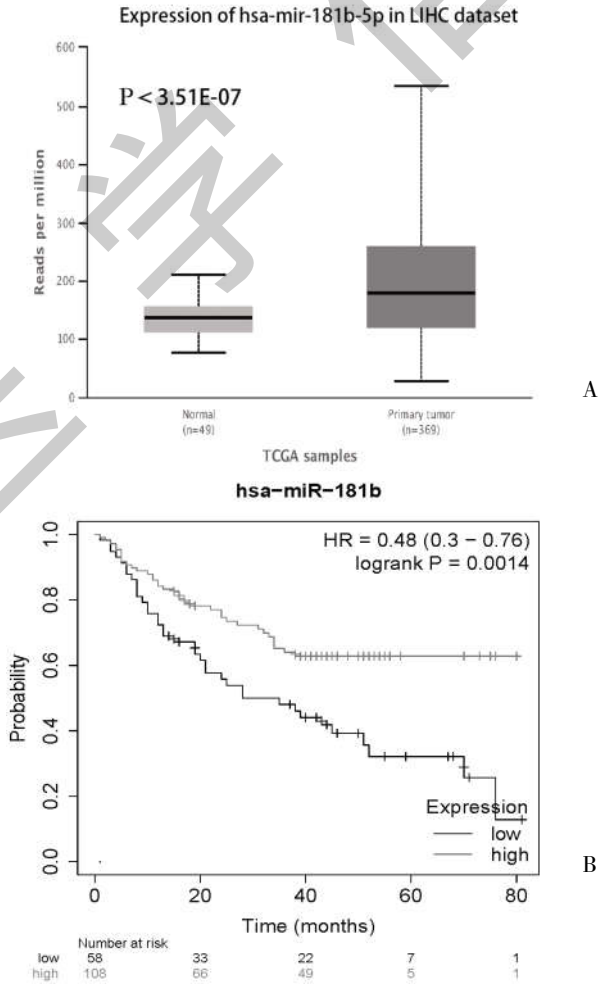 Expression of hsa-mir-181b-5p in LIHC dataset
600
P<3.51E-07
500
400
300
200
100
0
Reads per million
Normal
(n=49)
Primary tumor
(n=369)
TCGA samples
A
hsa−miR−181b
HR = 0.48 (0.3 − 0.76)
logrank P = 0.0014
1.0
0.8
0.6
0.4
0.2
0.0
Probability
Expression
low
high
B
0 20 40 60 80
Time (months)
Number at risk
low 58 33 22 7 1
high 108 66 49 5 1